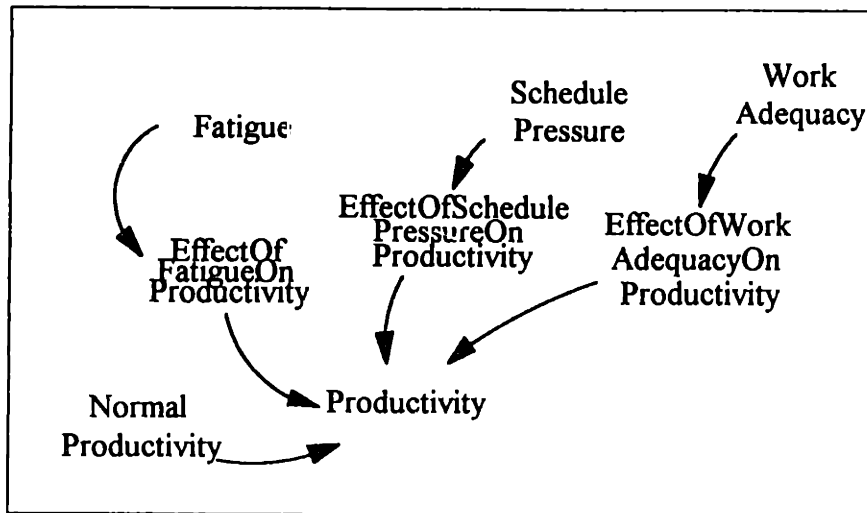 Work
Adequacy
Schedule
Pressure
Fatigue
EffectOfSchedule
PressureOn
Productivity
EffectOfWork
AdequacyOn
Productivity
EffectOf
FatigueOn
Productivity
Productivity
Normal
Productivity